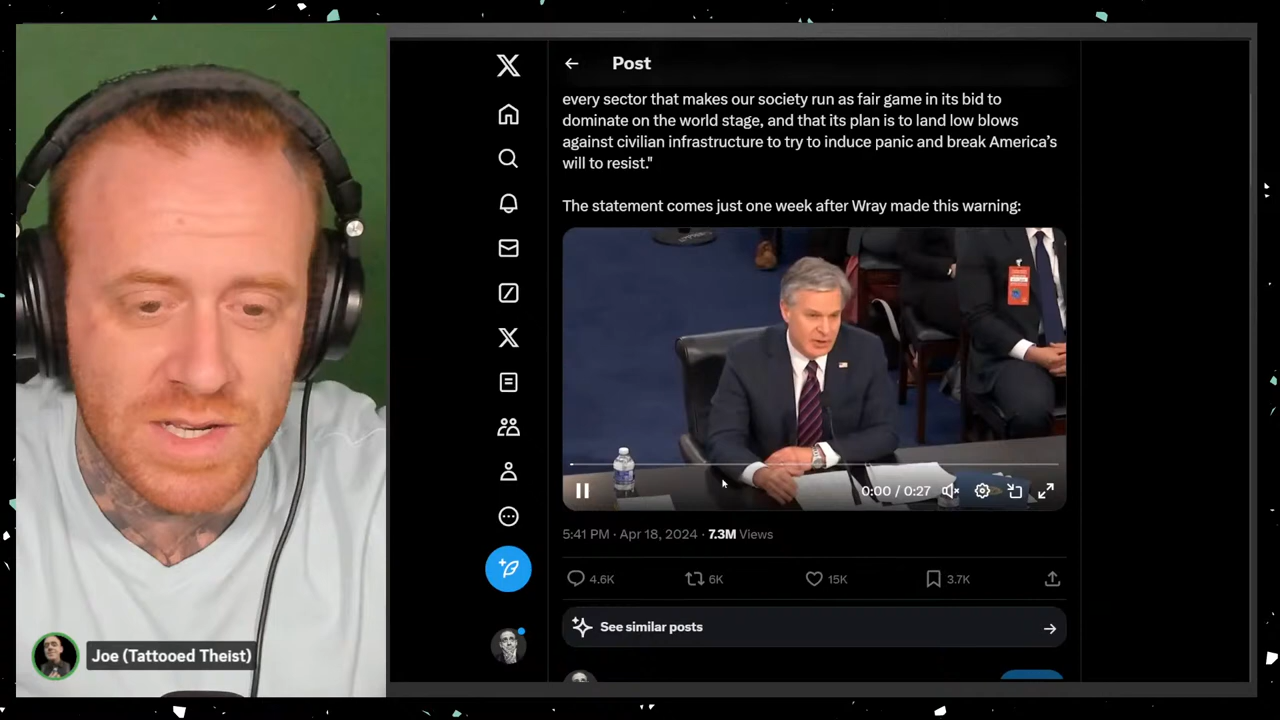 Post
every sector that makes our society run as fair game in its bid to
dominate on the world stage, and that its plan is to land low blows
against civilian infrastructure to try to induce panic and break America’s
will to resist."
The statement comes just one week after Wray made this warning:
0:00 / 0:27
5:41 PM · Apr 18, 2024 · 7.3M Views
4.6K 6K 15K 3.7K
See similar posts
Joe (Tattooed Theist)